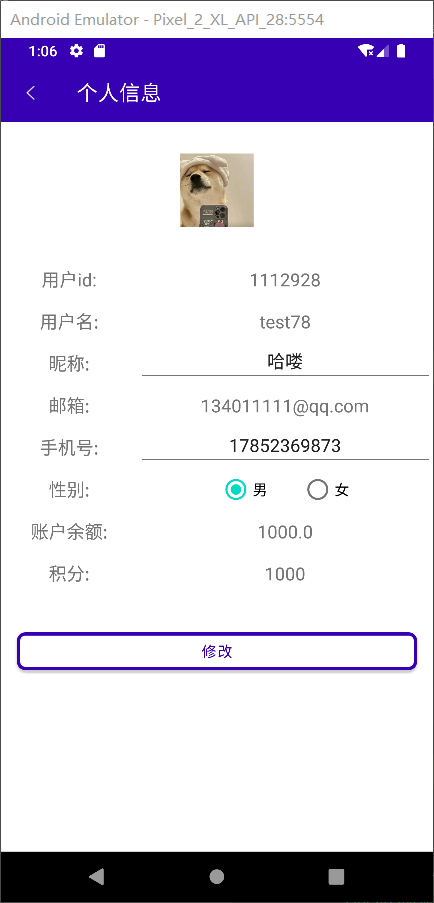 Android Emulator - Pixel_2_XL_API_28:5554
1:06
个人信息
用户id: 1112928
用户名: test78
昵称: 哈喽
邮箱: 134011111@qq.com
手机号: 17852369873
性别: 男 女
账户余额: 1000.0
积分: 1000
修改